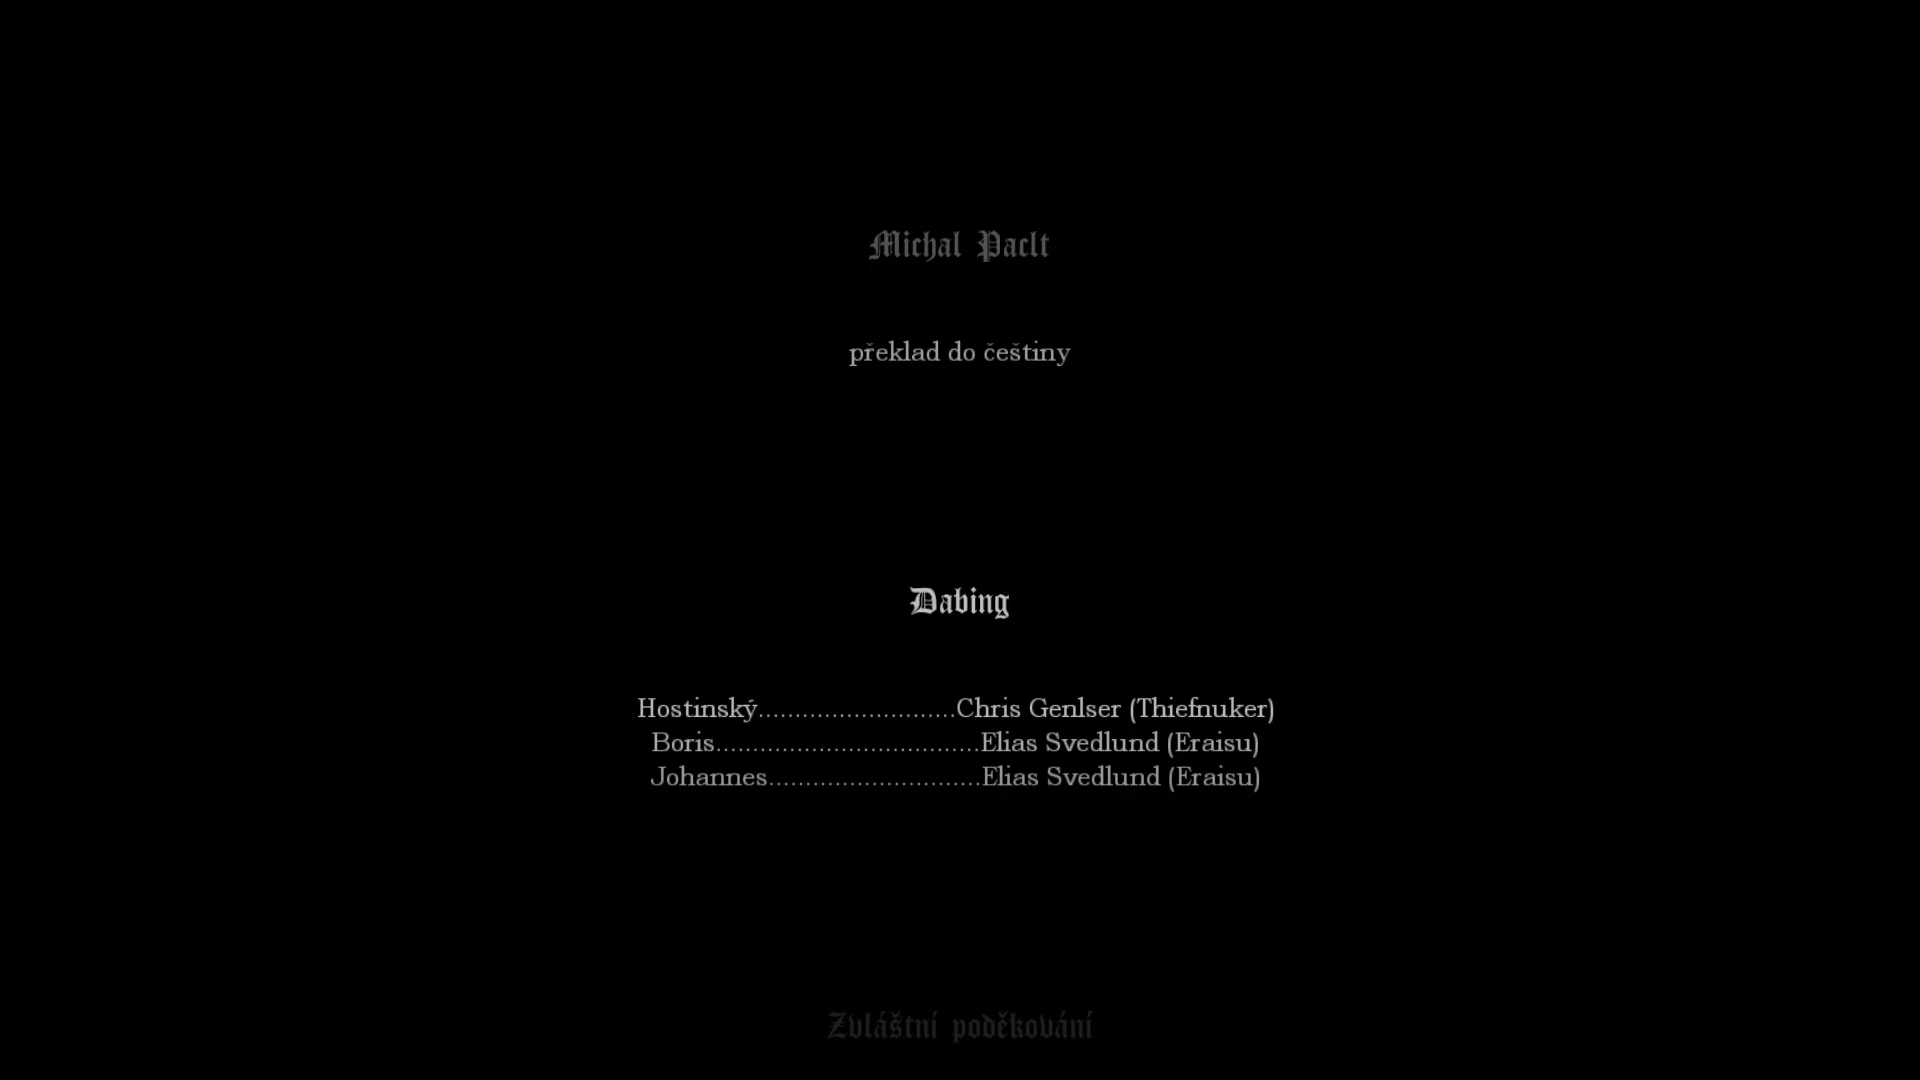 Michal Paclt
překlad do češtiny
Dabing
Hostinský...........................Chris Genlser (Thiefnuker)
Boris....................................Elias Svedlund (Eraisu)
Johannes.............................Elias Svedlund (Eraisu)
Zvláštní poděkování